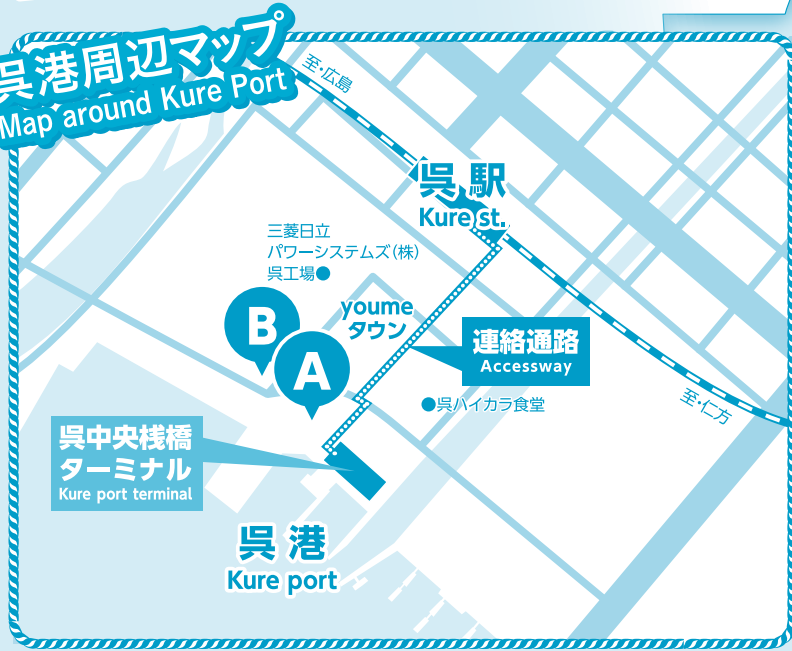 呉港周辺マップ
Map around Kure Port
至・広島
呉駅
Kure st.
三菱日立
パワーシステムズ(株)
呉工場●
youme
タウン
B
A
連絡通路
Accessway
●呉ハイカラ食堂
至・仁方
呉中央桟橋
ターミナル
Kure port terminal
呉港
Kure port